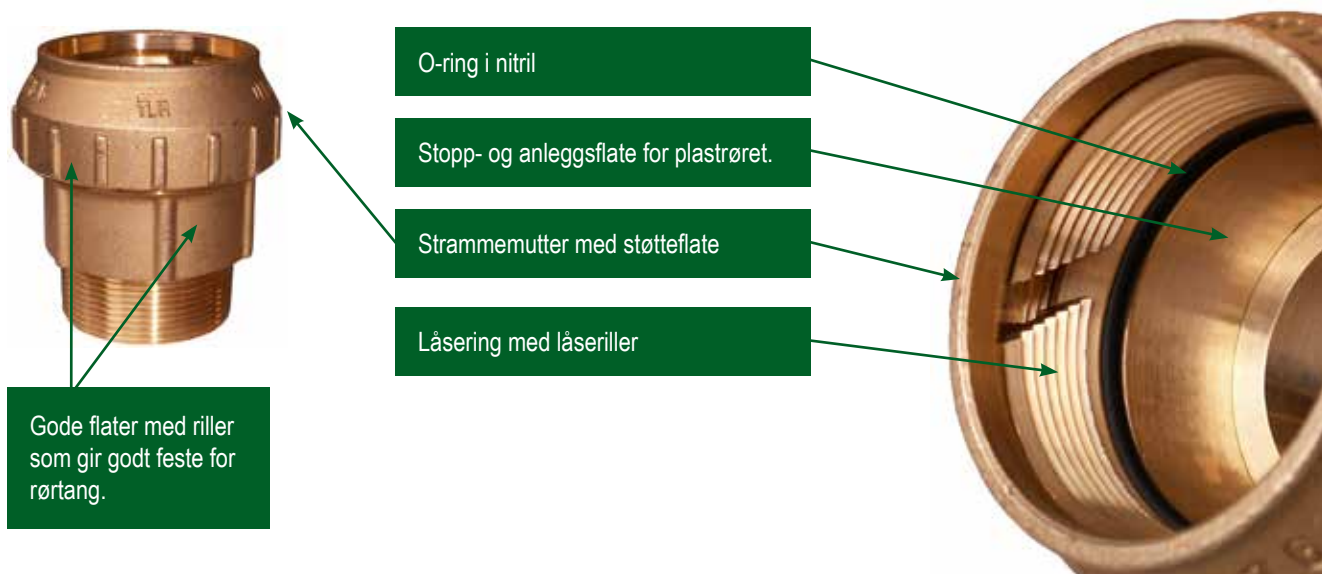 O-ring i nitril
Stopp- og anleggsflate for plastrøret.
Strammemutter med støtteflate
Låsering med låseriller
Gode flater med riller
som gir godt feste for
rørtang.